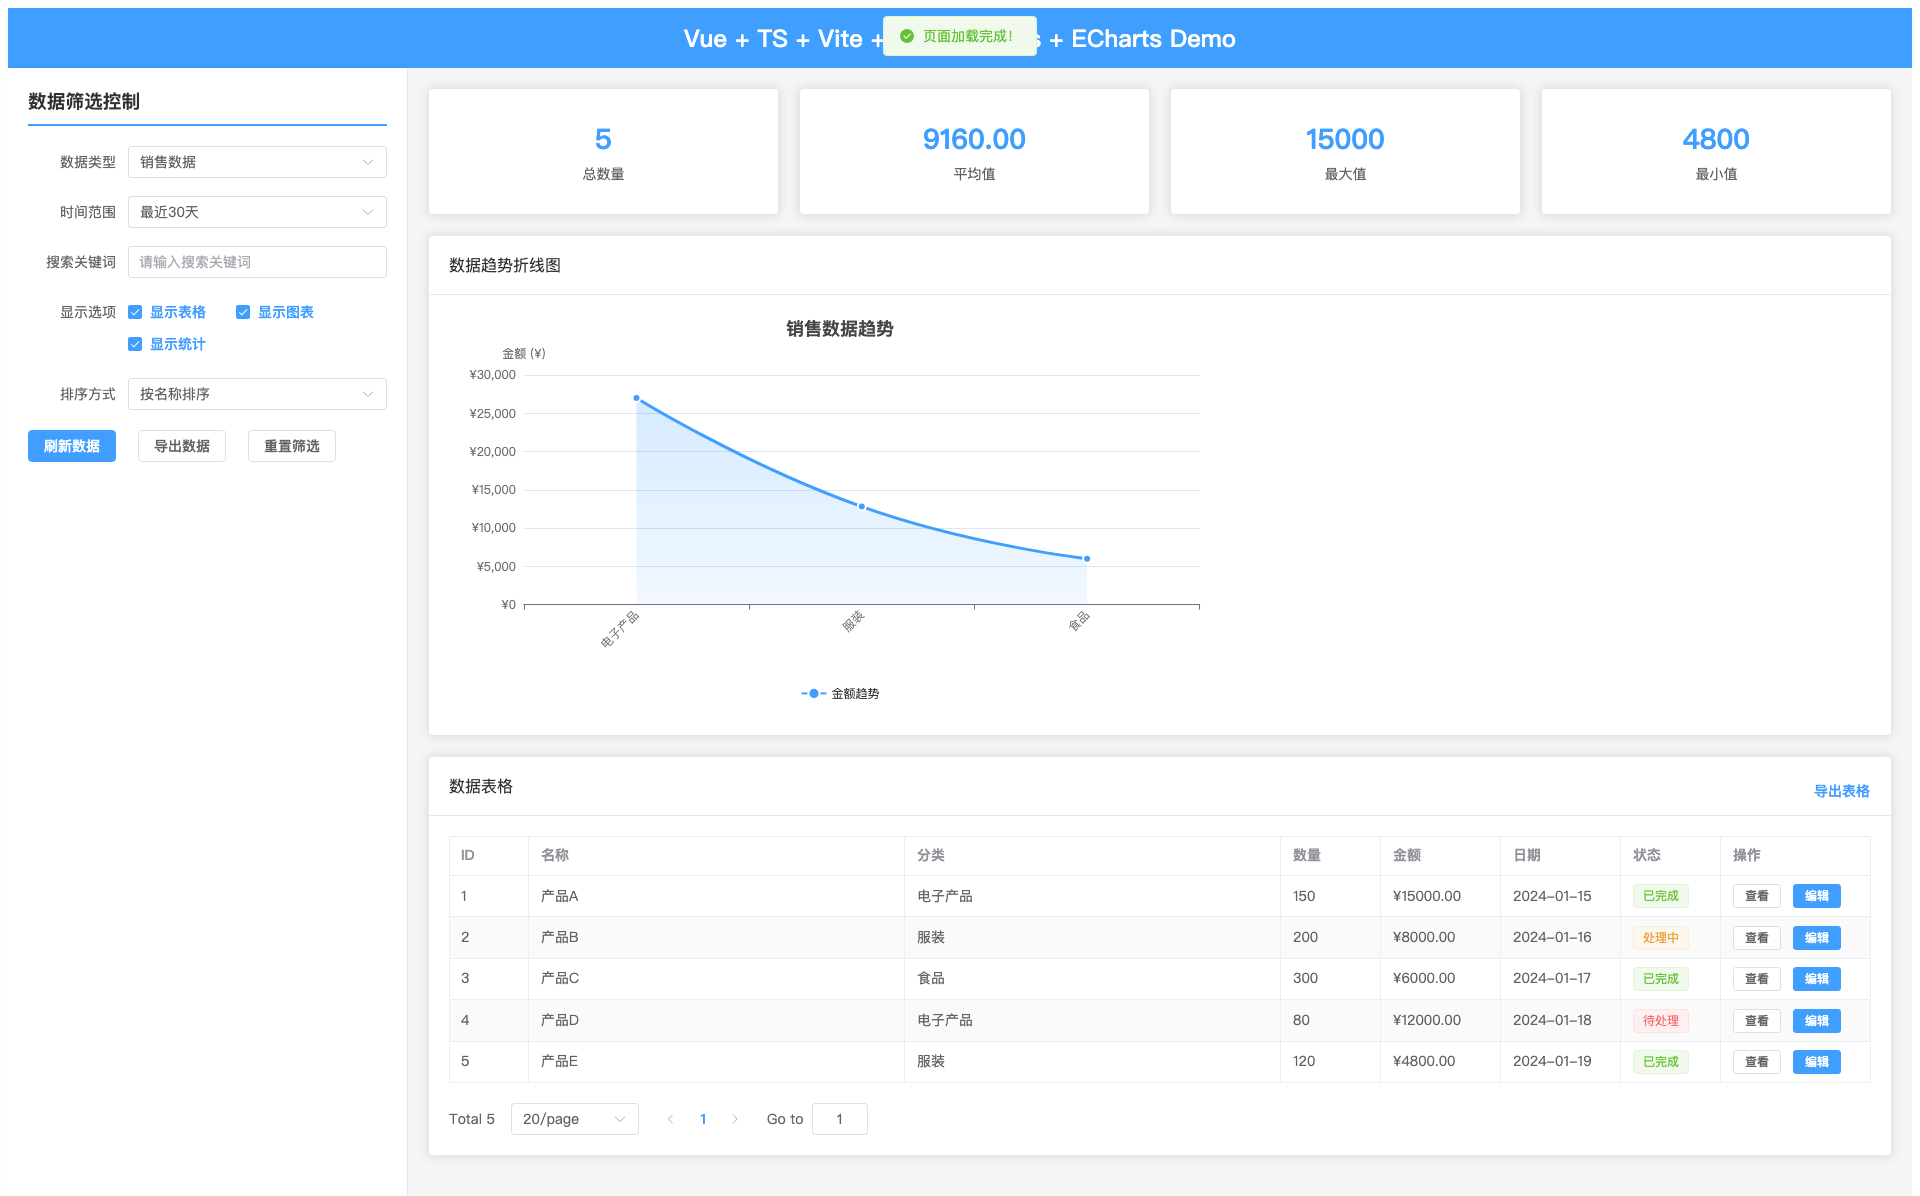 Vue + TS + Vite +
s + ECharts Demo
页面加载完成!
数据筛选控制
数据类型 销售数据
时间范围 最近30天
搜索关键词 请输入搜索关键词
显示选项 显示表格 显示图表
显示统计
排序方式 按名称排序
刷新数据 导出数据 重置筛选
5
总数量
9160.00
平均值
15000
最大值
4800
最小值
数据趋势折线图
销售数据趋势
金额 (¥)
¥30,000
¥25,000
¥20,000
¥15,000
¥10,000
¥5,000
¥0
电子产品 服装 食品
金额趋势
数据表格
导出表格
ID 名称 分类 数量 金额 日期 状态 操作
1 产品A 电子产品 150 ¥15000.00 2024-01-15 已完成 查看 编辑
2 产品B 服装 200 ¥8000.00 2024-01-16 处理中 查看 编辑
3 产品C 食品 300 ¥6000.00 2024-01-17 已完成 查看 编辑
4 产品D 电子产品 80 ¥12000.00 2024-01-18 待处理 查看 编辑
5 产品E 服装 120 ¥4800.00 2024-01-19 已完成 查看 编辑
Total 5 20/page 1 Go to 1